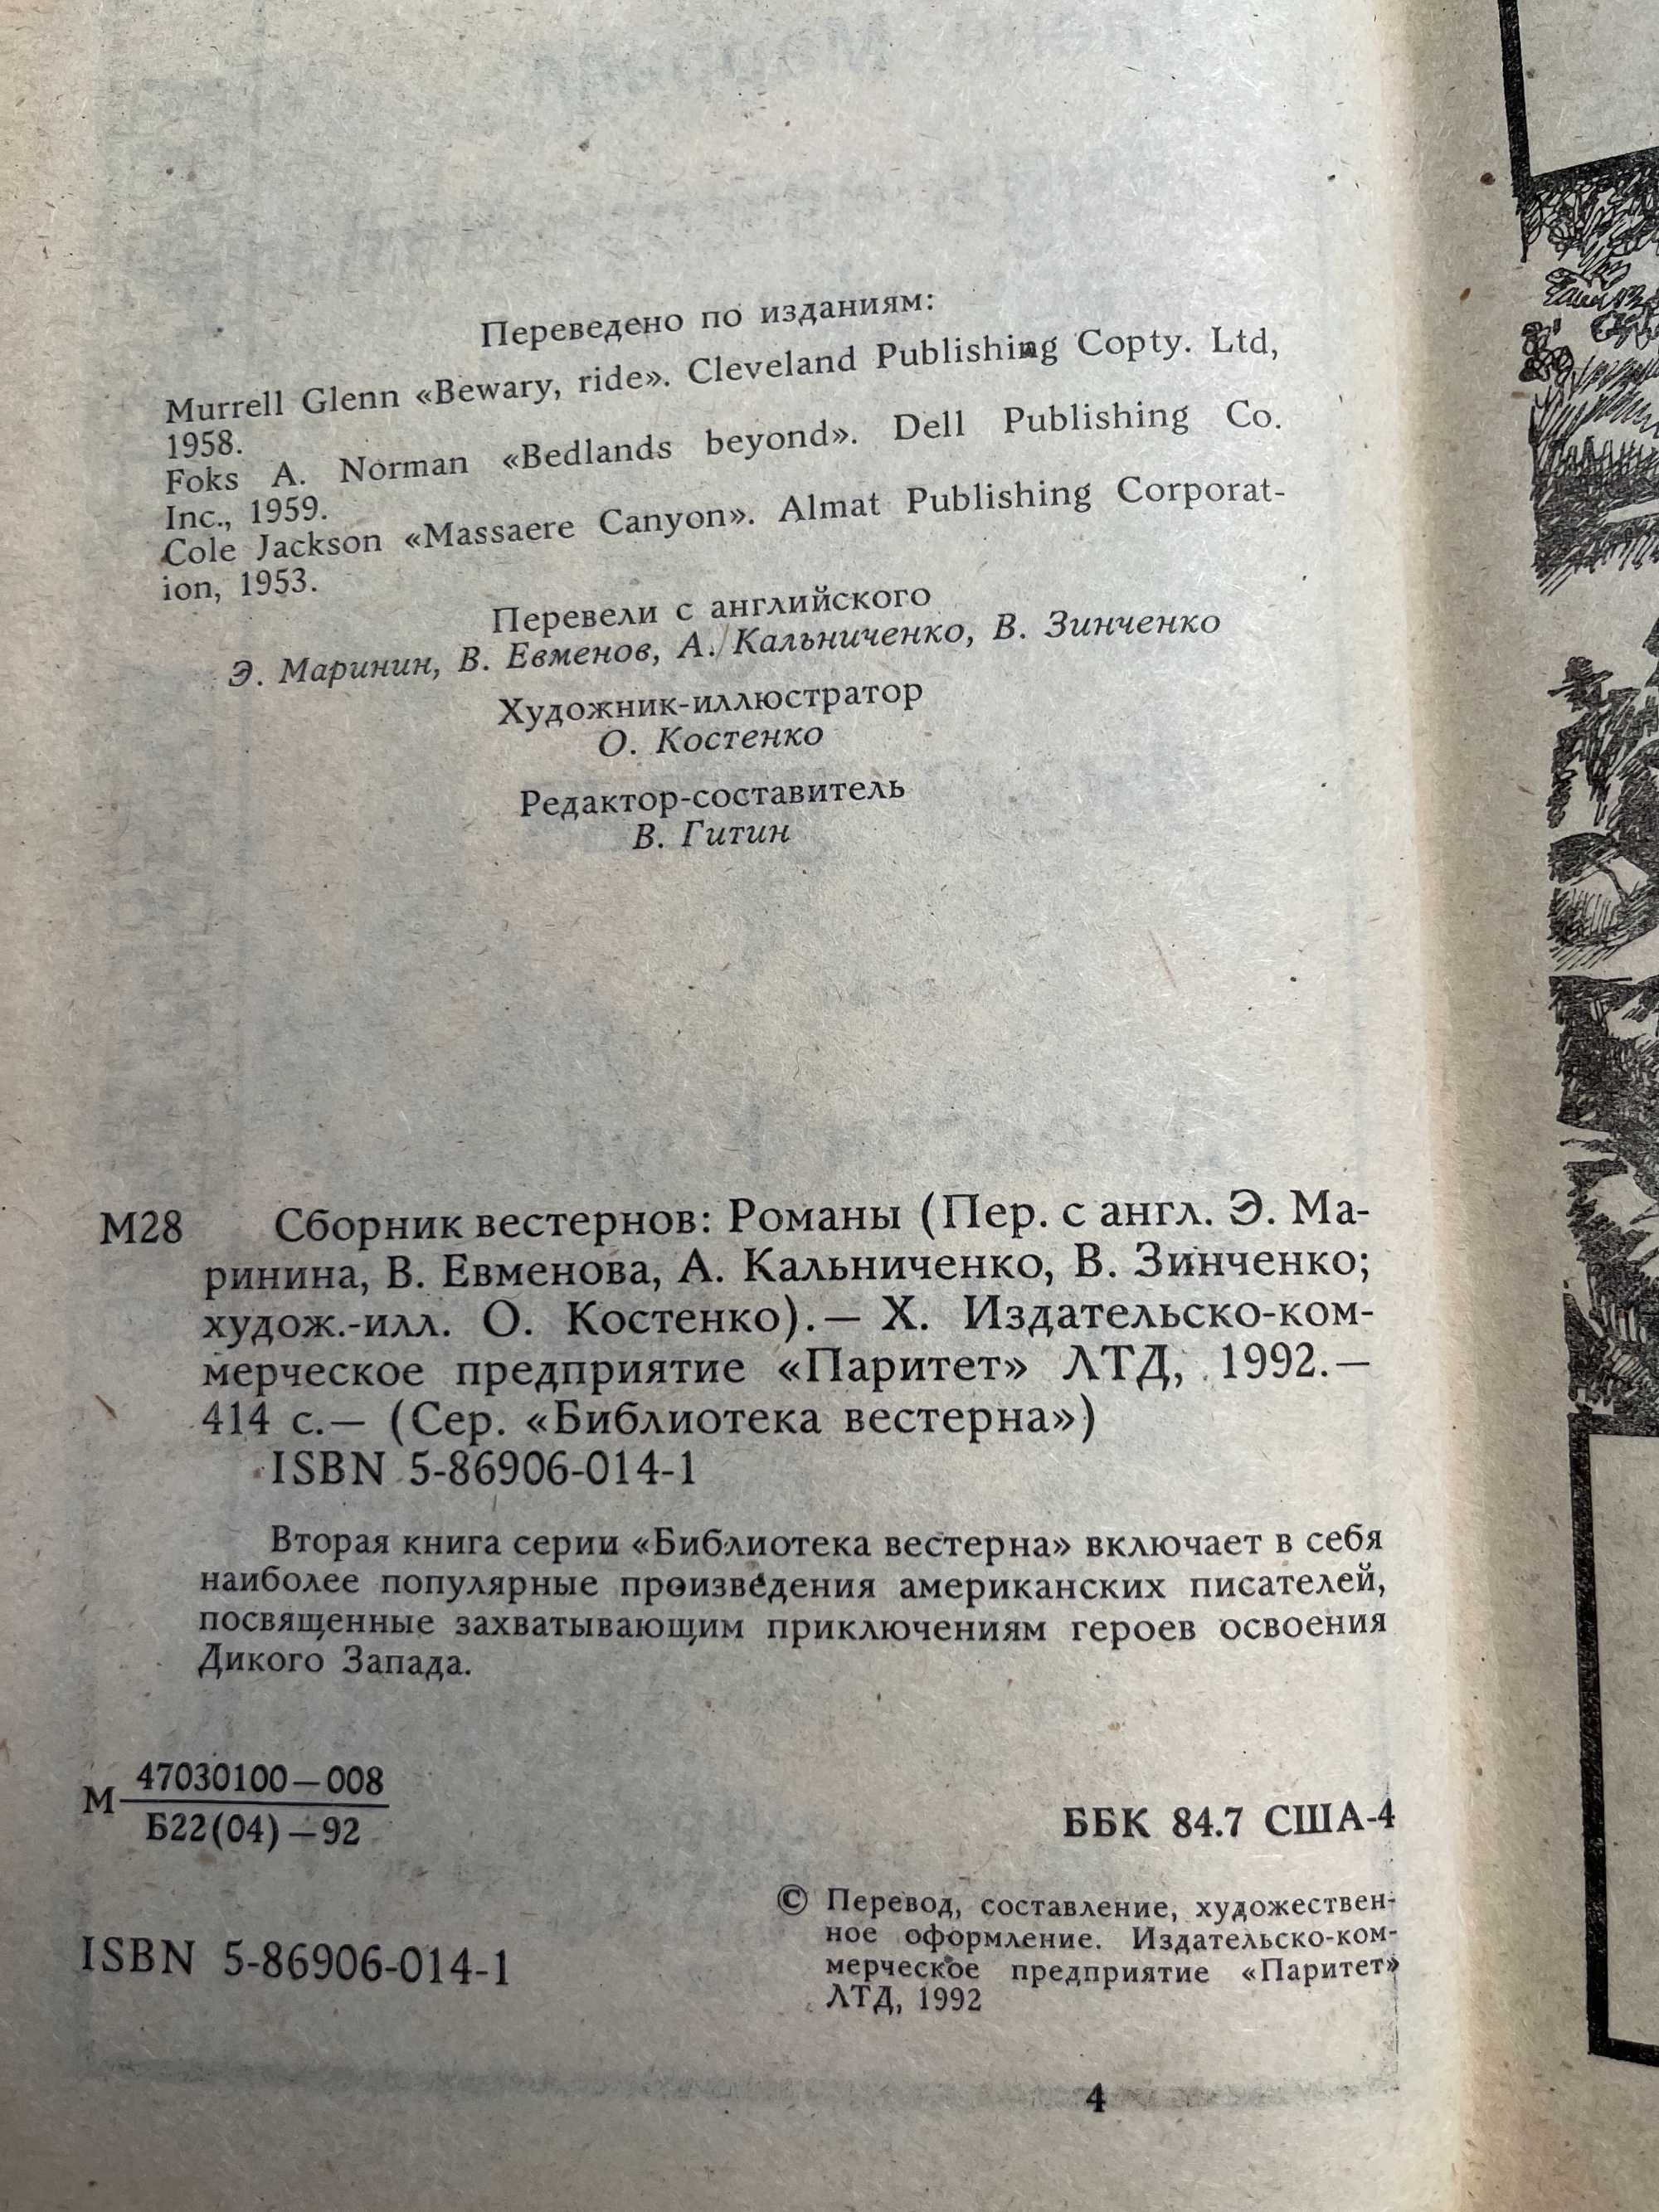 Переведено по изданиям:
Murrell Glenn «Bewary, ride». Cleveland Publishing Copty. Ltd,
1958.
Foks A. Norman «Bedlands beyond». Dell Publishing Co.
Inc., 1959.
Cole Jackson «Massaere Canyon». Almat Publishing Corporat-
ion, 1953.
Перевели с английского
Э. Маринин, В. Евменов, А. Кальниченко, В. Зинченко
Художник-иллюстратор
О. Костенко
Редактор-составитель
В. Гитин
М28 Сборник вестернов: Романы (Пер. с англ. Э. Ма-
ринина, В. Евменова, А. Кальниченко, В. Зинченко;
худож.-илл. О. Костенко).— Х. Издательско-ком-
мерческое предприятие «Паритет» ЛТД, 1992.—
414 с.— (Сер. «Библиотека вестерна»)
ISBN 5-86906-014-1
Вторая книга серии «Библиотека вестерна» включает в себя
наиболее популярные произведения американских писателей,
посвященные захватывающим приключениям героев освоения
Дикого Запада.
М 47030100—008
Б22(04)—92
ББК 84.7 США-4
ISBN 5-86906-014-1
© Перевод, составление, художествен-
ное оформление. Издательско-ком-
мерческое предприятие «Паритет»
ЛТД, 1992
4